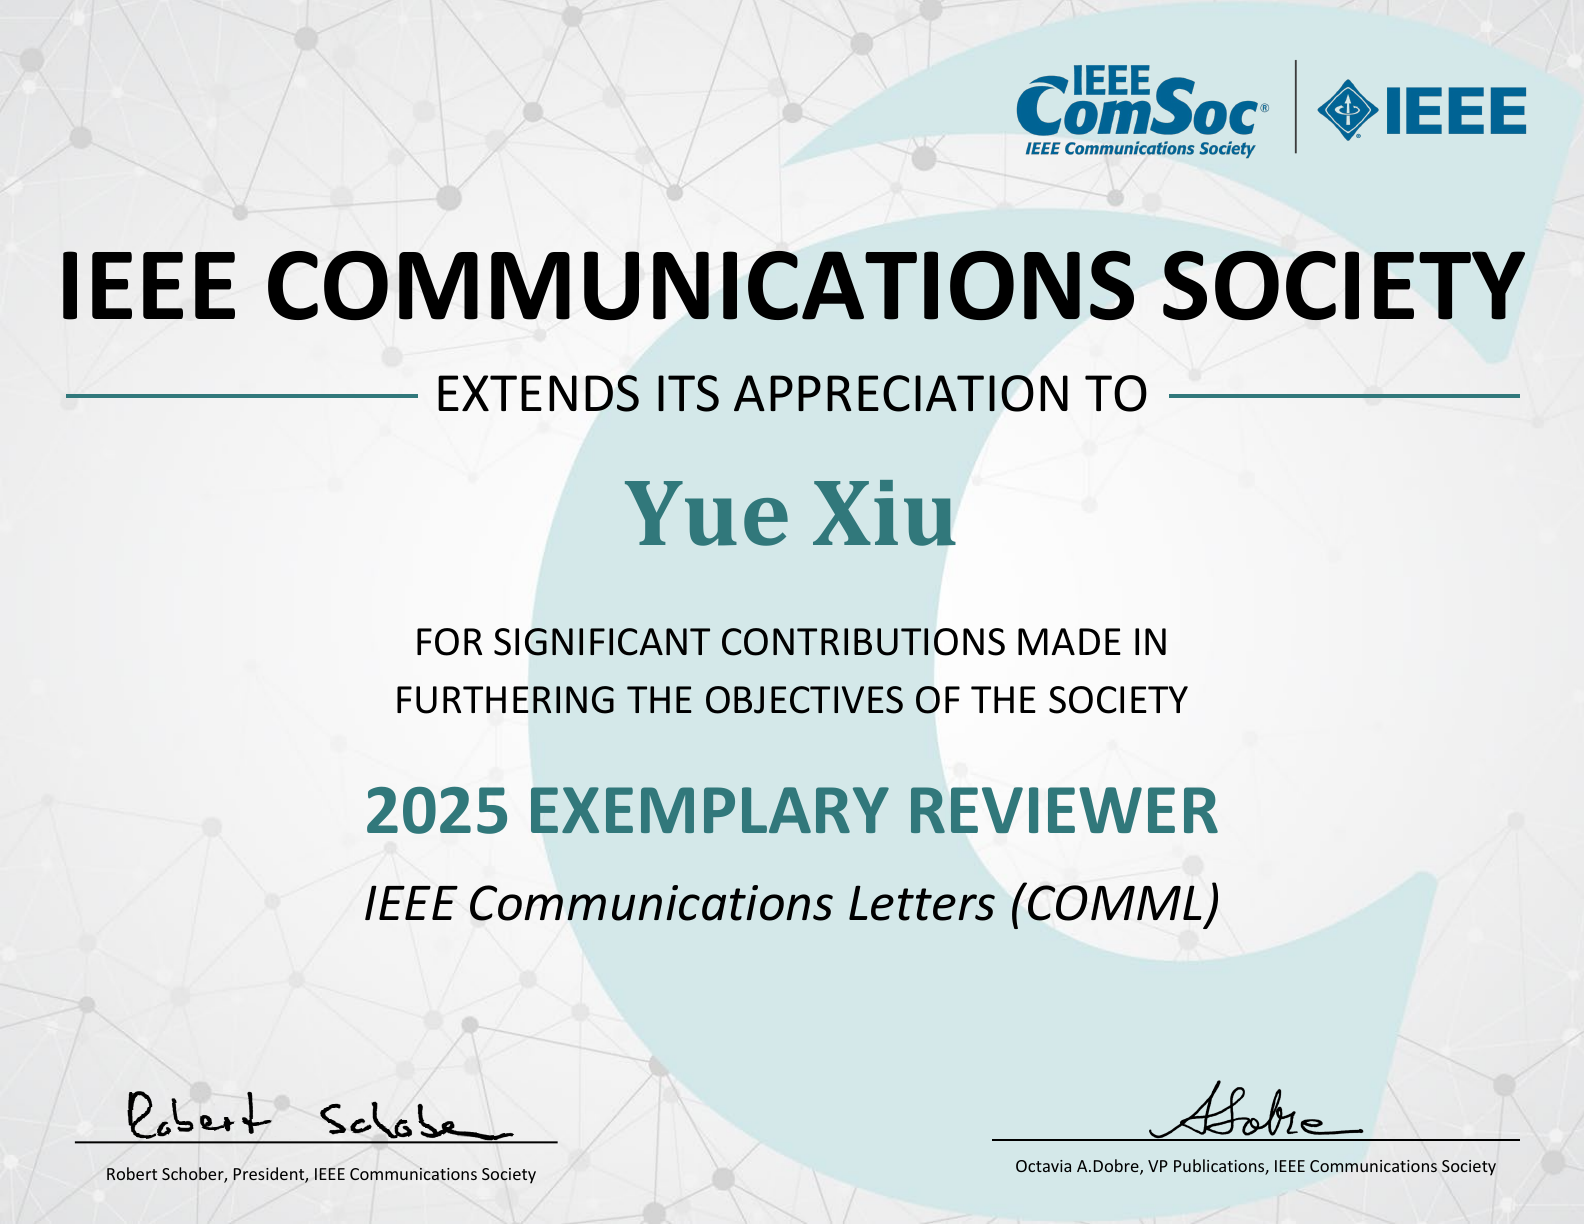 IEEE
ComSoc®
IEEE Communications Society
IEEE
IEEE COMMUNICATIONS SOCIETY
EXTENDS ITS APPRECIATION TO
Yue Xiu
FOR SIGNIFICANT CONTRIBUTIONS MADE IN
FURTHERING THE OBJECTIVES OF THE SOCIETY
2025 EXEMPLARY REVIEWER
IEEE Communications Letters (COMML)
Robert Schober
ADobre
Robert Schober, President, IEEE Communications Society
Octavia A.Dobre, VP Publications, IEEE Communications Society